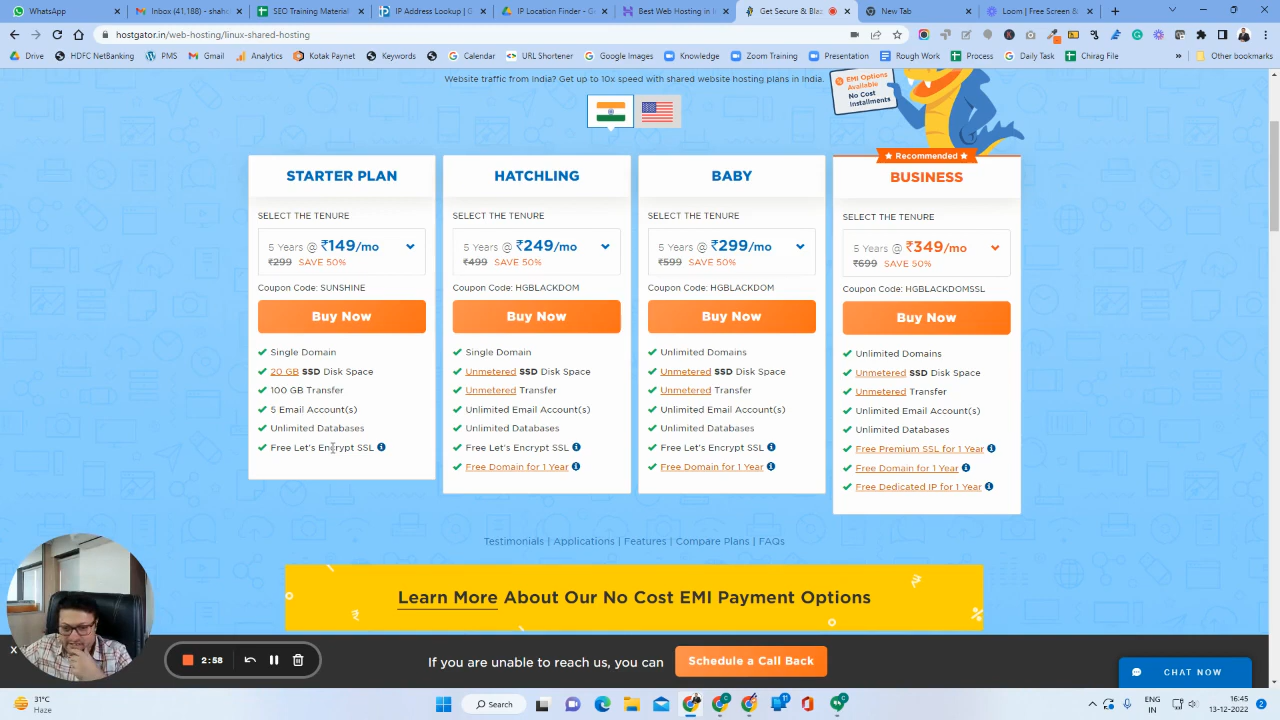 WhatsApp
Inbox (41,188) - shahc
SEO Training Material
IP Address Lookup | G
IP Location Finder - G
Best Web Hosting | Ho
Get Secure & Bla
New Tab
Loom | Free Screen &
hostgator.in/web-hosting/linux-shared-hosting
Drive
HDFC NetBanking
PMS
Gmail
Analytics
Kotak Payment
Keywords
Calendar
URL Shortener
Google Images
Zoom Training
Presentation
Rough Work
Process
Daily Task
Chirag File
Other bookmarks
Website traffic from India? Get up to 10x speed with shared website hosting plans in India.
EMI Options
Available
No Cost
Installments
Recommended
STARTER PLAN
SELECT THE TENURE
5 Years @ ₹149/mo
₹299 SAVE 50%
Coupon Code: SUNSHINE
Buy Now
Single Domain
20 GB SSD Disk Space
100 GB Transfer
5 Email Account(s)
Unlimited Databases
Free Let's Encrypt SSL
HATCHLING
SELECT THE TENURE
5 Years @ ₹249/mo
₹499 SAVE 50%
Coupon Code: HGBLACKDOM
Buy Now
Single Domain
Unmetered SSD Disk Space
Unmetered Transfer
Unlimited Email Account(s)
Unlimited Databases
Free Let's Encrypt SSL
Free Domain for 1 Year
BABY
SELECT THE TENURE
5 Years @ ₹299/mo
₹599 SAVE 50%
Coupon Code: HGBLACKDOM
Buy Now
Unlimited Domains
Unmetered SSD Disk Space
Unmetered Transfer
Unlimited Email Account(s)
Unlimited Databases
Free Let's Encrypt SSL
Free Domain for 1 Year
BUSINESS
SELECT THE TENURE
5 Years @ ₹349/mo
₹699 SAVE 50%
Coupon Code: HGBLACKDOMSSL
Buy Now
Unlimited Domains
Unmetered SSD Disk Space
Unmetered Transfer
Unlimited Email Account(s)
Unlimited Databases
Free Premium SSL for 1 Year
Free Domain for 1 Year
Free Dedicated IP for 1 Year
Testimonials | Applications | Features | Compare Plans | FAQs
Learn More About Our No Cost EMI Payment Options
X
2:58
If you are unable to reach us, you can
Schedule a Call Back
CHAT NOW
31°C
Haze
Search
ENG
IN
16:45
13-12-2022